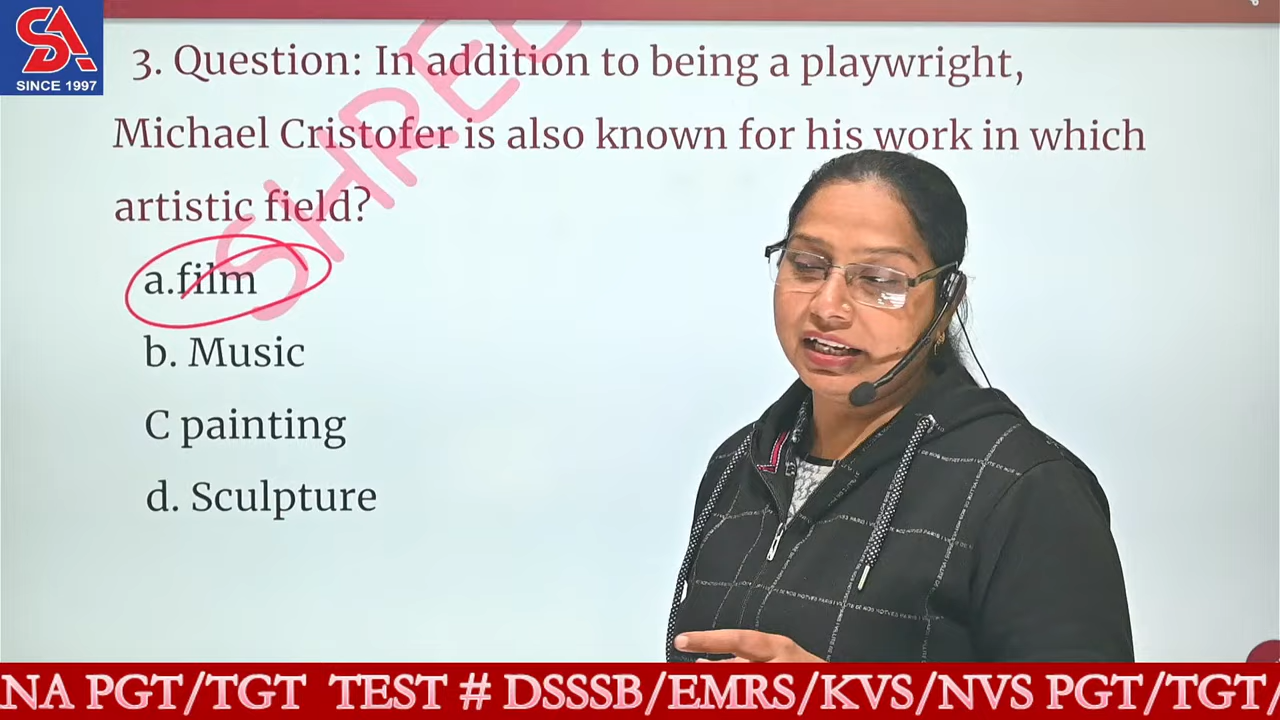 SA
SINCE 1997
3. Question: In addition to being a playwright,
Michael Cristofer is also known for his work in which
artistic field?
a.film
b. Music
C painting
d. Sculpture
SHREE
NA PGT/TGT TEST # DSSSB/EMRS/KVS/NVS PGT/TGT/